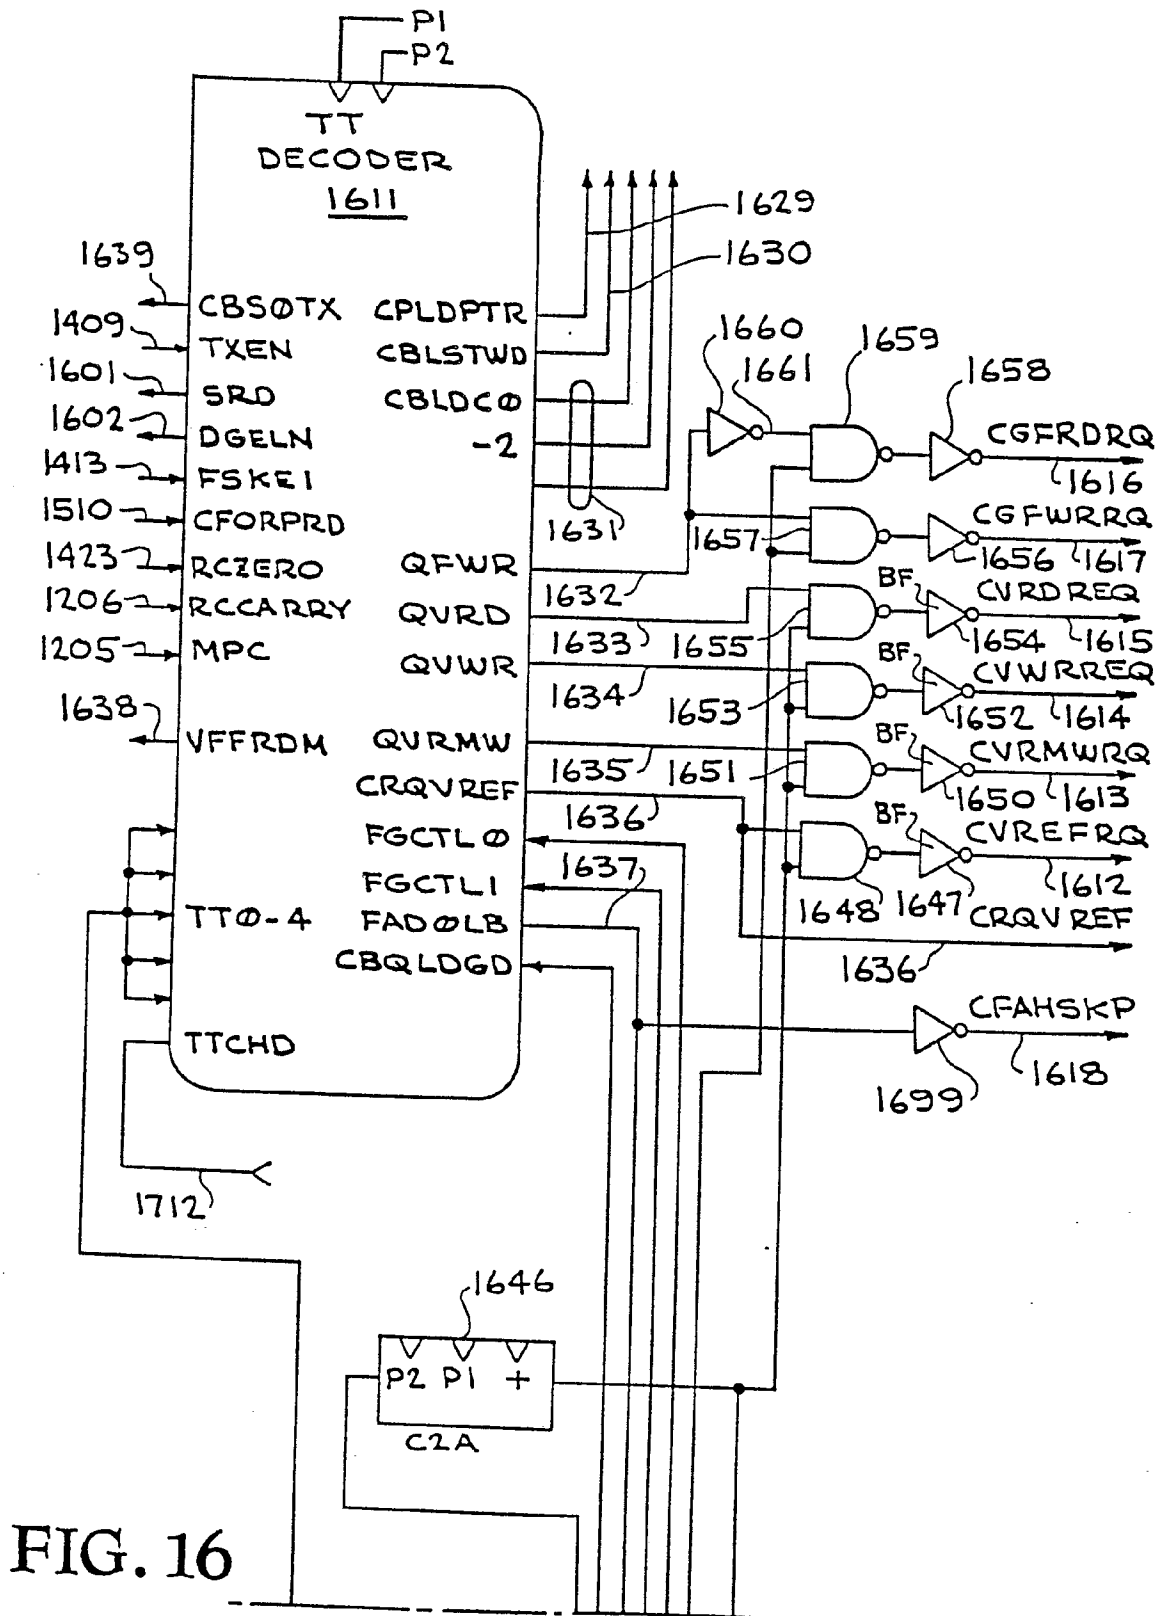 P1
P2
TT
DECODER
1611
1629
1630
1639
CBSØTX
CPLDPTR
1409
TXEN
CBLSTWD
1601
SRD
CBLDCØ
1602
DGELN
-2
1413
FSKE1
1631
1510
CFORPRD
1423
RCZERO
QFWR
1632
1206
RCCARRY
QVRD
1633
1205
MPC
QVWR
1634
1638
VFFRDM
QVRMW
1635
CRQVREF
1636
FGCTLØ
1637
FGCTL1
TTØ-4
FADØLB
CBQLDGD
TTCHD
1712
1660
1661
1659
1658
CGFRDRQ
1616
1657
CGFWRRQ
1656
1617
BF
CVRDREQ
1655
1654
1615
BF
CVWRREQ
1653
1652
1614
BF
CVRMWRQ
1651
1650
1613
BF
CVREFRQ
1648
1647
1612
CRQVREF
1636
CFAHSKP
1699
1618
1646
P2 P1 +
C2A
FIG. 16